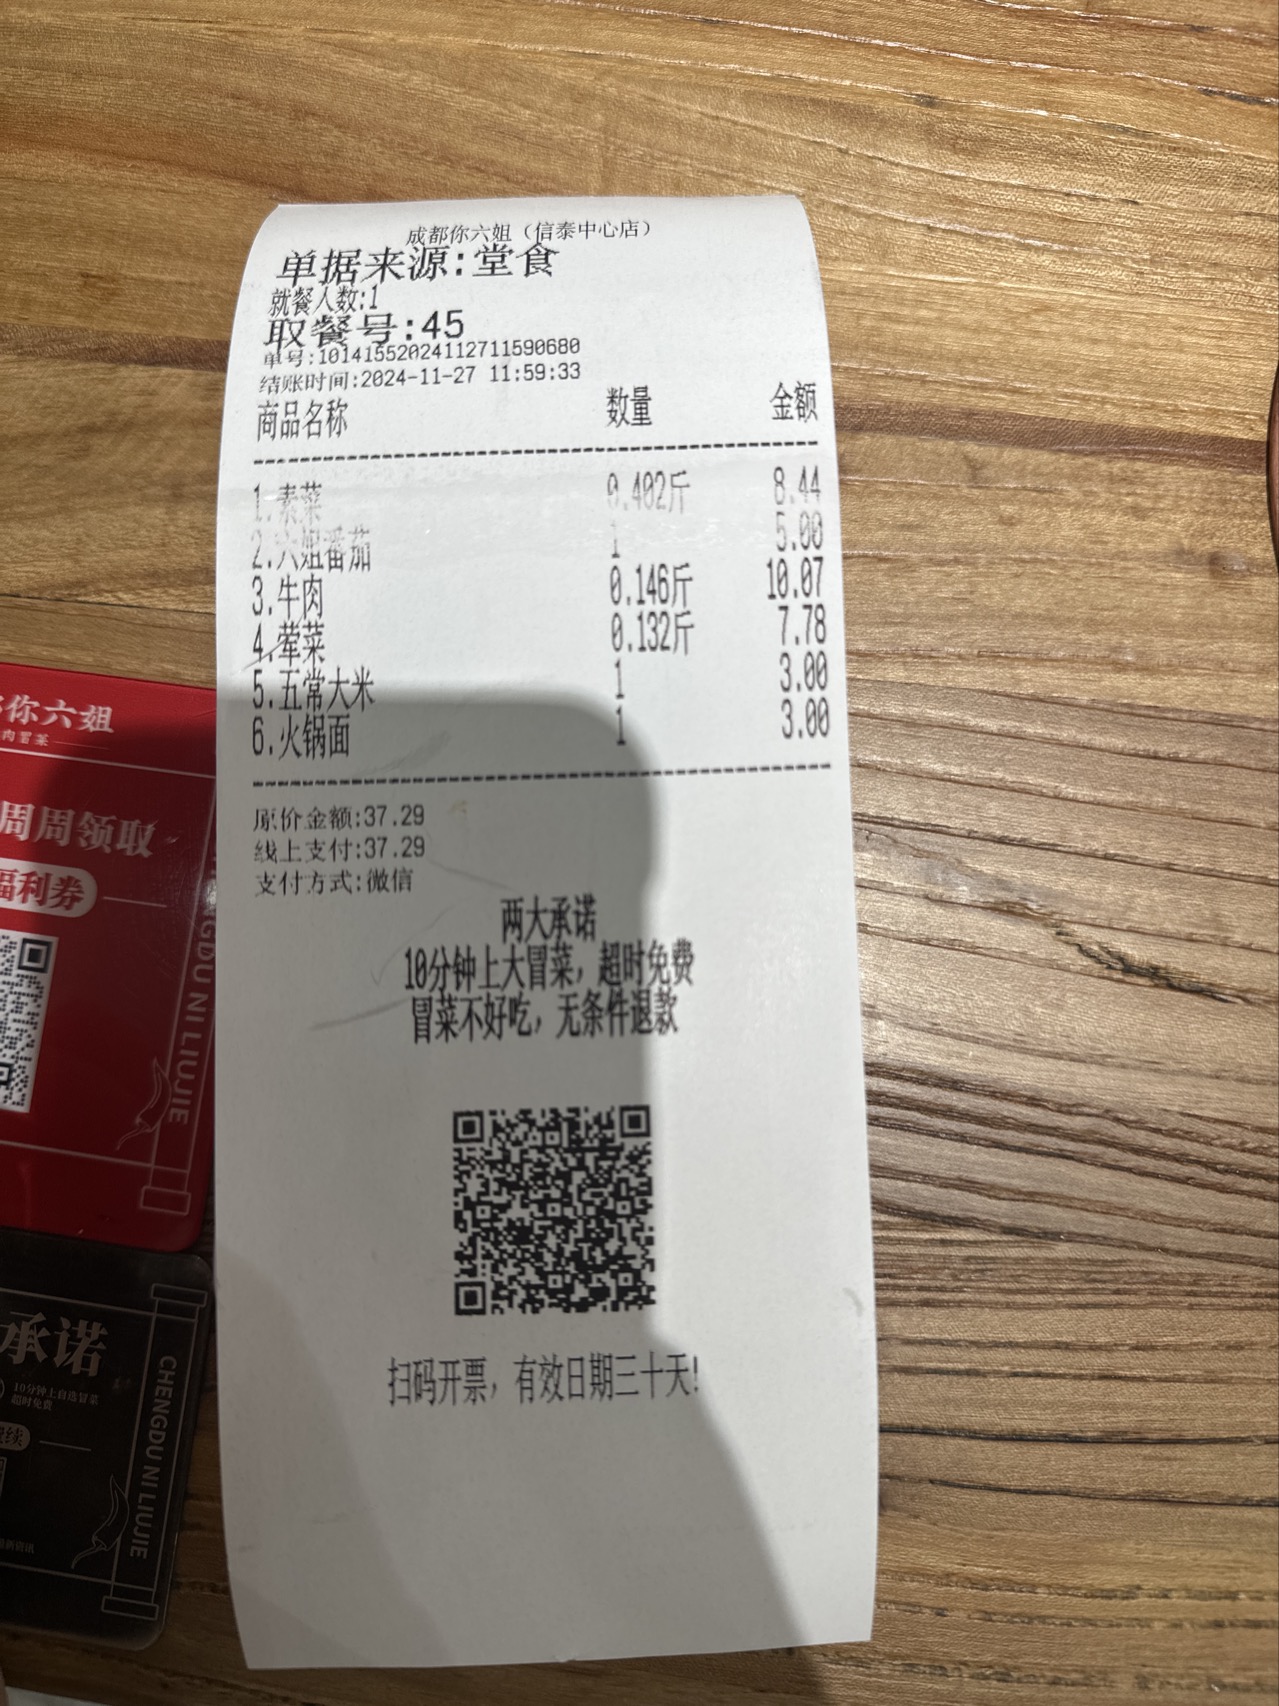 成都你六姐（信泰中心店）
单据来源:堂食
就餐人数:1
取餐号:45
单号:10141552024112711590680
结账时间:2024-11-27 11:59:33
商品名称 数量 金额
1.素菜 0.402斤 8.44
2.六姐番茄 1 5.00
3.牛肉 0.146斤 10.07
4.荤菜 0.132斤 7.78
5.五常大米 1 3.00
6.火锅面 1 3.00
原价金额:37.29
线上支付:37.29
支付方式:微信
两大承诺
10分钟上大冒菜，超时免费
冒菜不好吃，无条件退款
扫码开票，有效日期三十天!
你六姐
肉冒菜
周周领取
福利券
CHENGDU NI LIUJIE
承诺
10分钟上自选冒菜
超时免费
CHENGDU NI LIUJIE